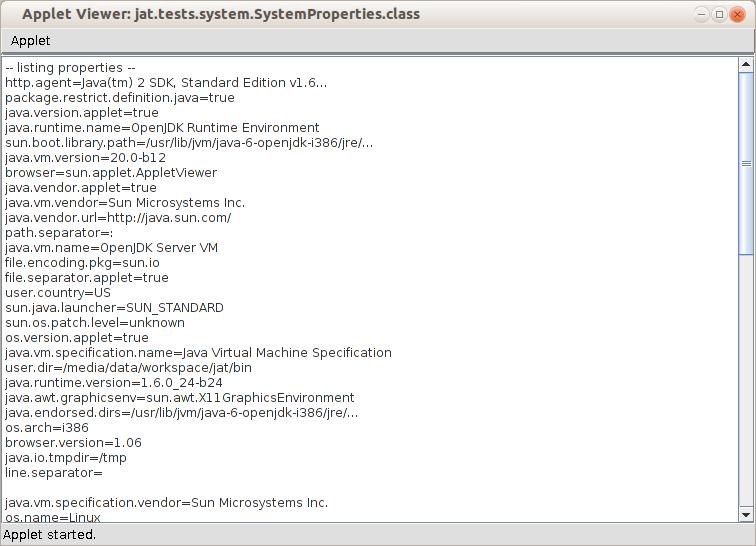 Applet Viewer: jat.tests.system.SystemProperties.class
Applet
-- listing properties --
http.agent=Java(tm) 2 SDK, Standard Edition v1.6...
package.restrict.definition.java=true
java.version.applet=true
java.runtime.name=OpenJDK Runtime Environment
sun.boot.library.path=/usr/lib/jvm/java-6-openjdk-i386/jre/...
java.vm.version=20.0-b12
browser=sun.applet.AppletViewer
java.vendor.applet=true
java.vm.vendor=Sun Microsystems Inc.
java.vendor.url=http://java.sun.com/
path.separator=:
java.vm.name=OpenJDK Server VM
file.encoding.pkg=sun.io
file.separator.applet=true
user.country=US
sun.java.launcher=SUN_STANDARD
sun.os.patch.level=unknown
os.version.applet=true
java.vm.specification.name=Java Virtual Machine Specification
user.dir=/media/data/workspace/jat/bin
java.runtime.version=1.6.0_24-b24
java.awt.graphicsenv=sun.awt.X11GraphicsEnvironment
java.endorsed.dirs=/usr/lib/jvm/java-6-openjdk-i386/jre/...
os.arch=i386
browser.version=1.06
java.io.tmpdir=/tmp
line.separator=

java.vm.specification.vendor=Sun Microsystems Inc.
os.name=Linux
Applet started.